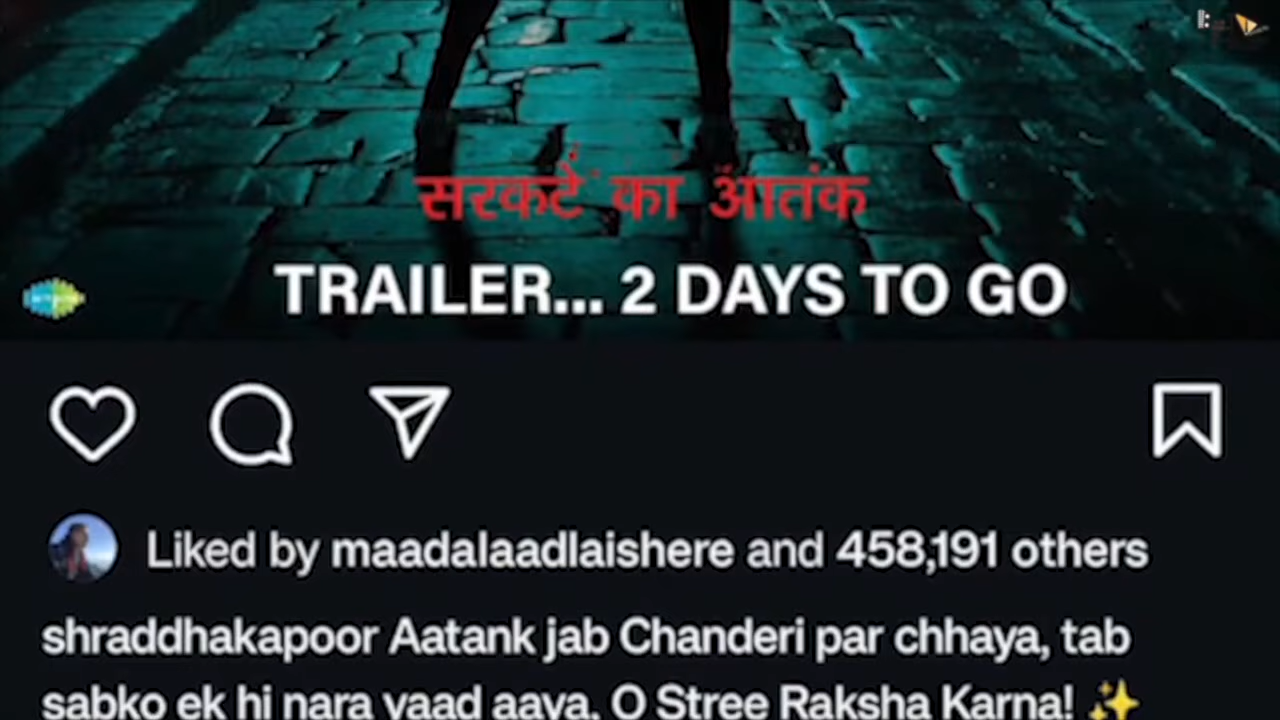 सरकटे का आतंक
TRAILER... 2 DAYS TO GO
Liked by maadalaadlaishere and 458,191 others
shraddhakapoor Aatank jab Chanderi par chhaya, tab
sabko ek hi nara yaad aaya, O Stree Raksha Karna! ✨